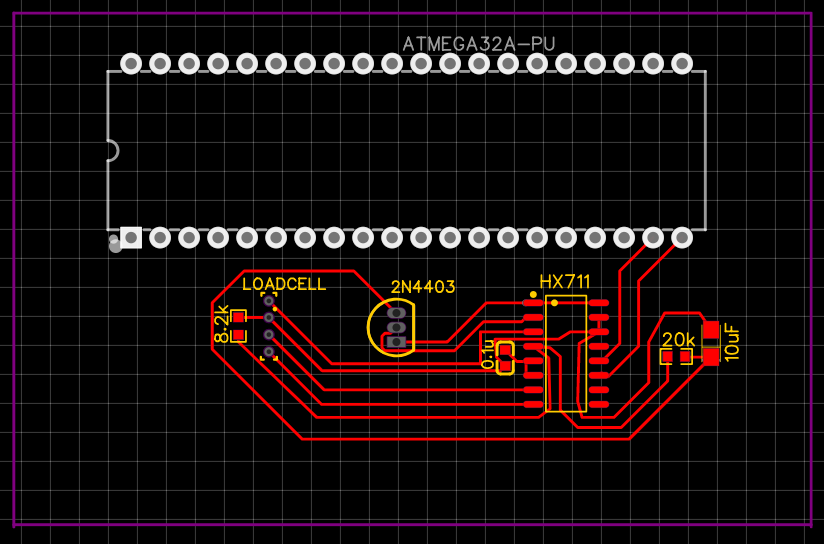 ATMEGA32A-PU
LOADCELL
2N4403
HX711
8.2k
0.1u
20k
10uF